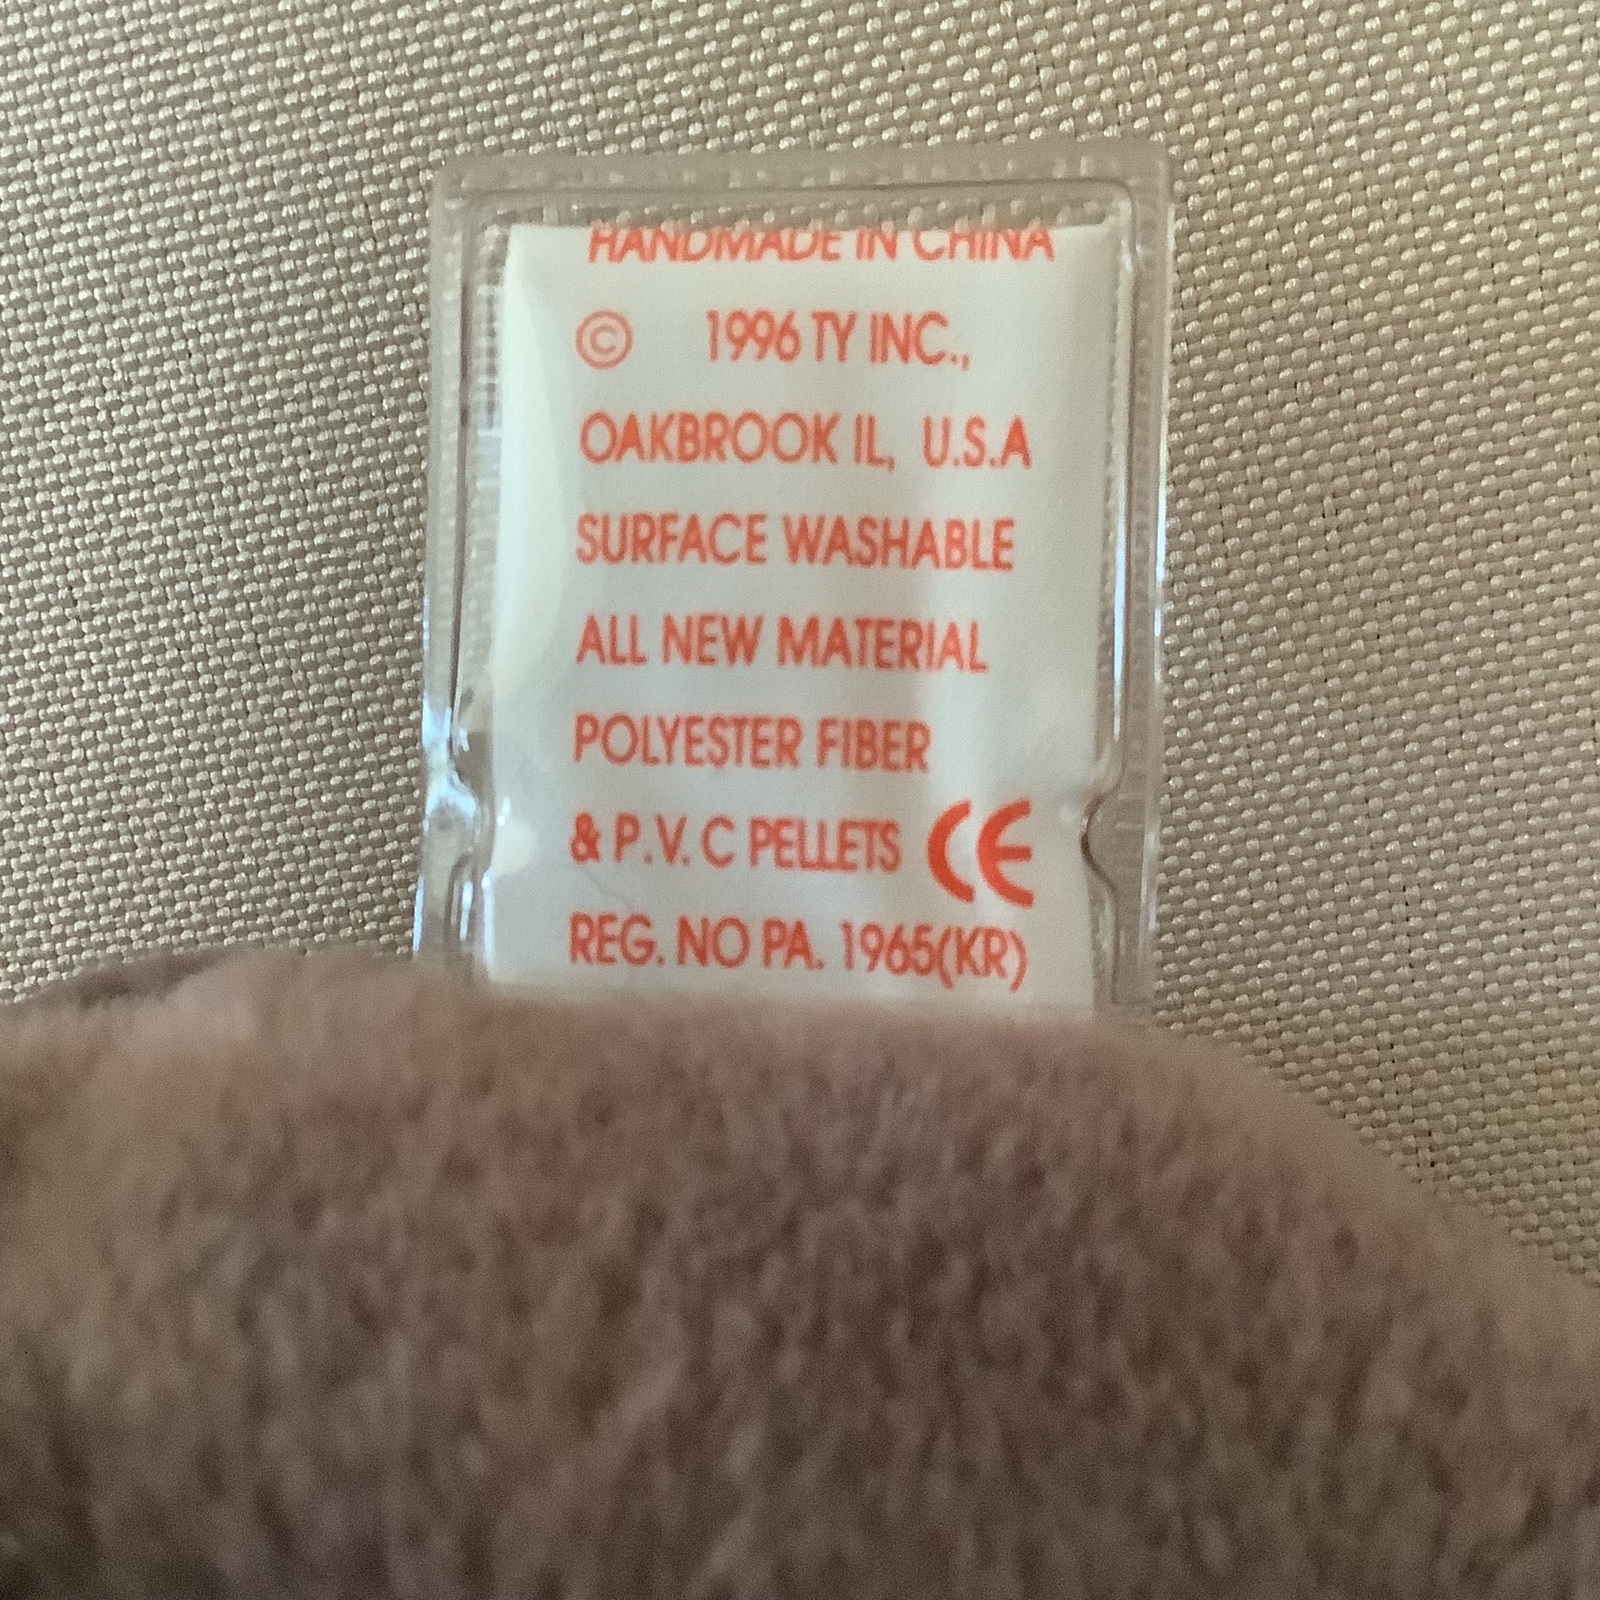 HANDMADE IN CHINA
© 1996 TY INC.,
OAKBROOK IL, U.S.A
SURFACE WASHABLE
ALL NEW MATERIAL
POLYESTER FIBER
& P.V. C PELLETS CE
REG. NO PA. 1965(KR)